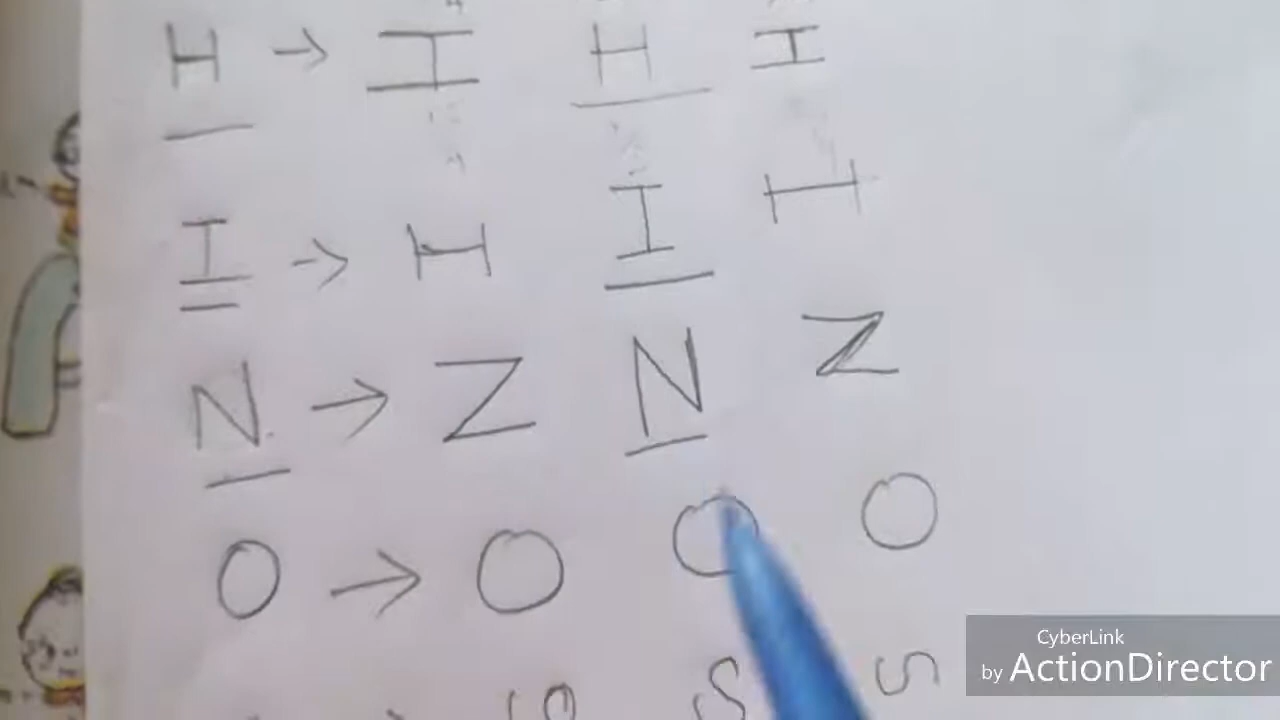 H → I H I
I → H I H
N → Z N Z
O → O O O
S S S
CyberLink
by ActionDirector